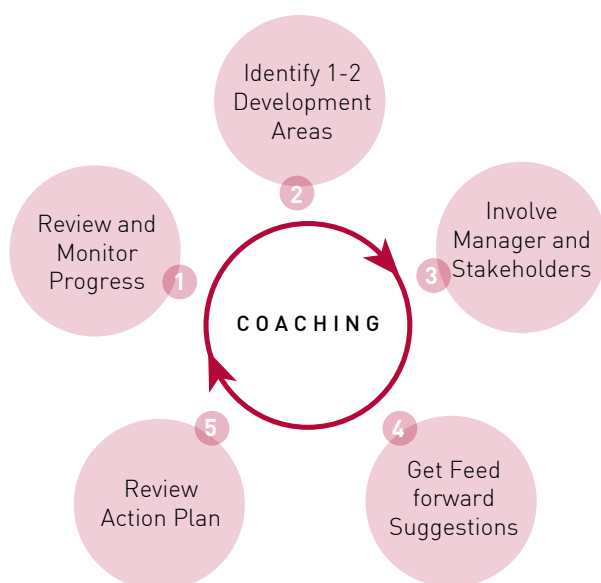 Identify 1-2
Development
Areas
2
Review and
Monitor
Progress
1
Involve
Manager and
Stakeholders
3
COACHING
5
Review
Action Plan
4
Get Feed
forward
Suggestions